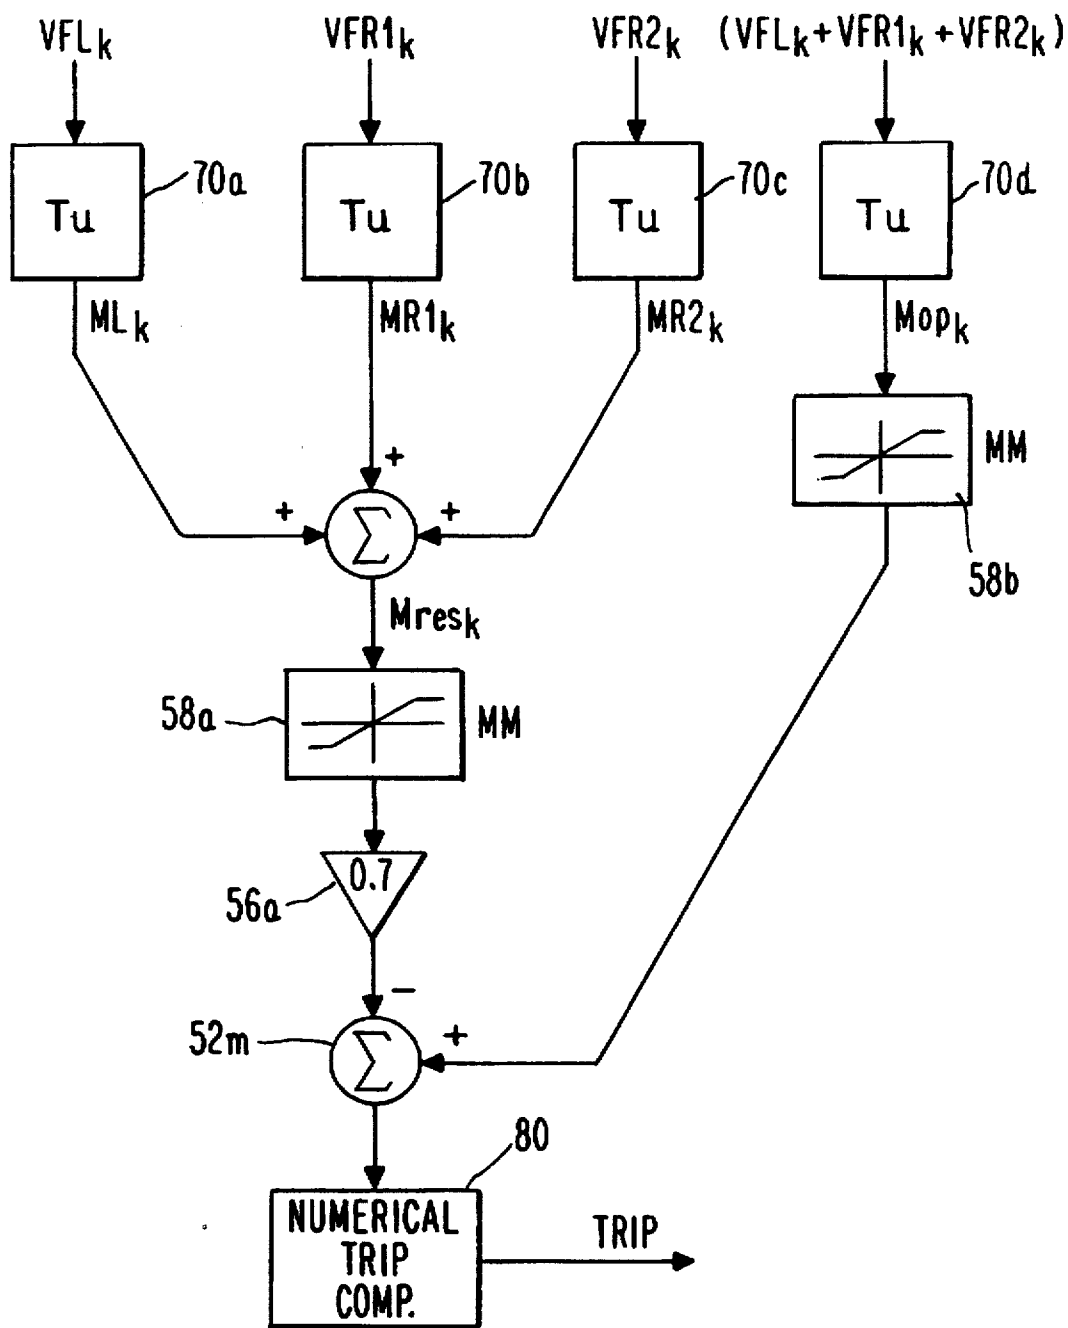 VFLk VFR1k VFR2k (VFLk+VFR1k+VFR2k)
70a 70b 70c 70d
Tu Tu Tu Tu
MLk MR1k MR2k Mopk
MM
58b
+
+ Σ +
Mresk
58a MM
0.7
56a
−
52m Σ +
80
NUMERICAL
TRIP
COMP.
TRIP